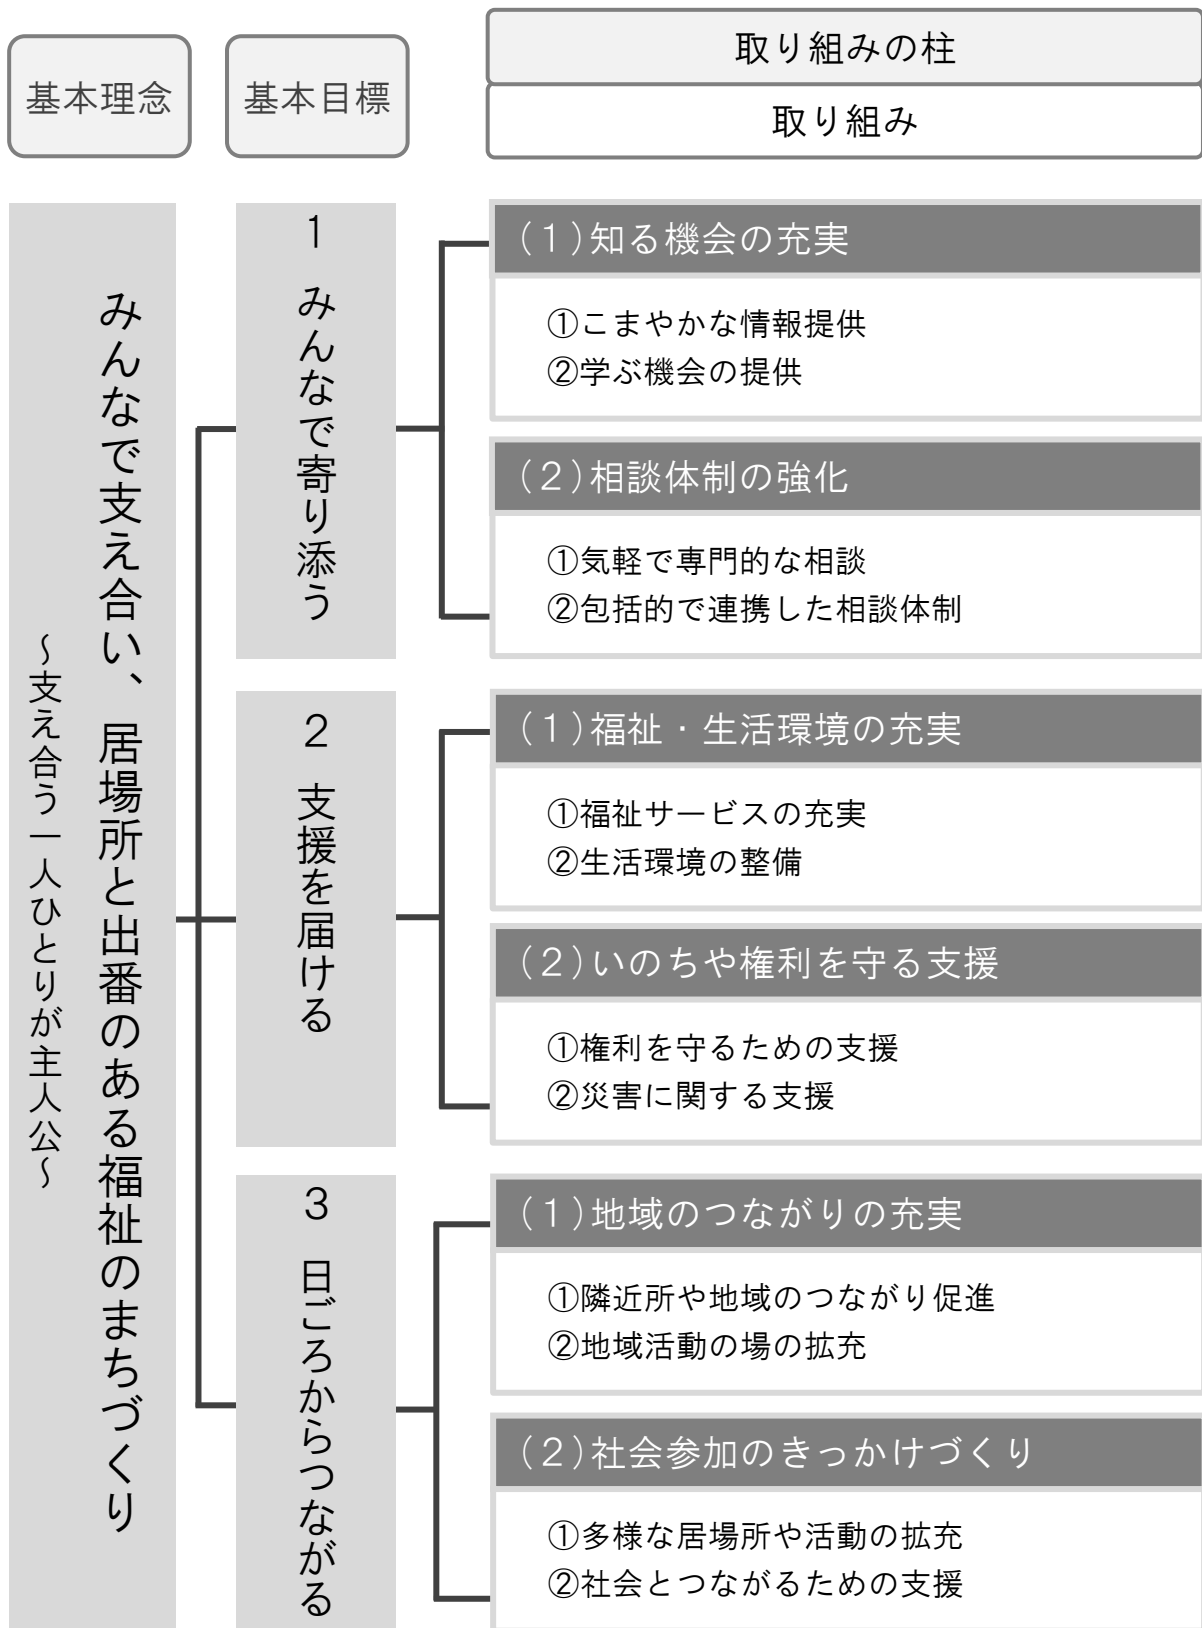 基本理念
基本目標
取り組みの柱
取り組み
みんなで支え合い、居場所と出番のある福祉のまちづくり
～支え合う一人ひとりが主人公～
1 みんなで寄り添う
(1)知る機会の充実
①こまやかな情報提供
②学ぶ機会の提供
(2)相談体制の強化
①気軽で専門的な相談
②包括的で連携した相談体制
2 支援を届ける
(1)福祉・生活環境の充実
①福祉サービスの充実
②生活環境の整備
(2)いのちや権利を守る支援
①権利を守るための支援
②災害に関する支援
3 日ごろからつながる
(1)地域のつながりの充実
①隣近所や地域のつながり促進
②地域活動の場の拡充
(2)社会参加のきっかけづくり
①多様な居場所や活動の拡充
②社会とつながるための支援